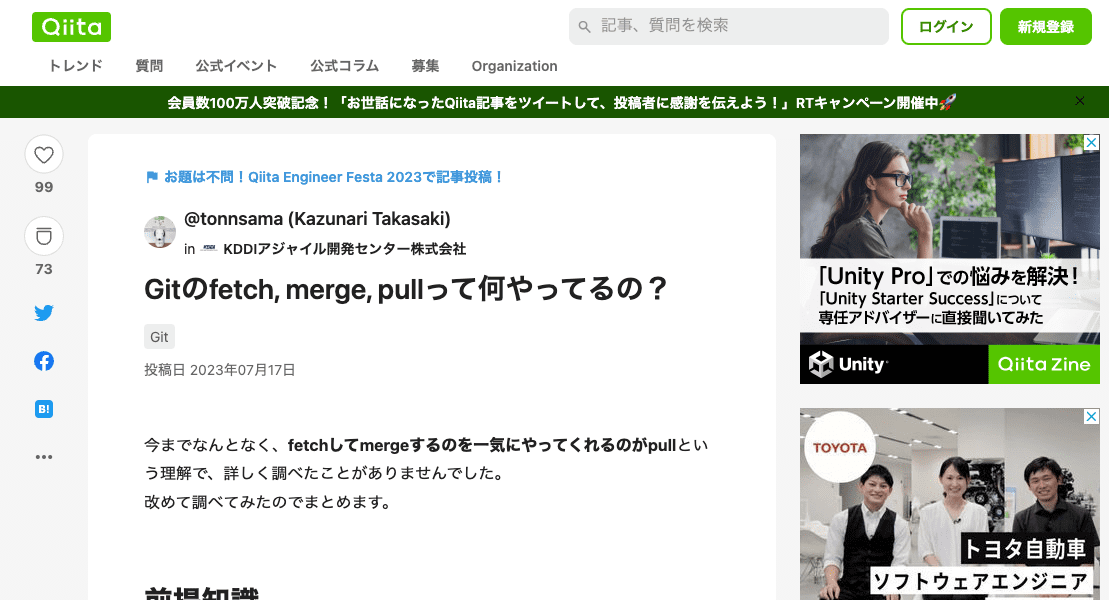 Qiita
記事、質問を検索
ログイン
新規登録
トレンド 質問 公式イベント 公式コラム 募集 Organization
会員数100万人突破記念！「お世話になったQiita記事をツイートして、投稿者に感謝を伝えよう！」RTキャンペーン開催中🚀
99
73
B!
お題は不問！Qiita Engineer Festa 2023で記事投稿！
@tonnsama (Kazunari Takasaki)
in KDDIアジャイル開発センター株式会社
Gitのfetch, merge, pullって何やってるの？
Git
投稿日 2023年07月17日
今までなんとなく、fetchしてmergeするのを一気にやってくれるのがpullとい
う理解で、詳しく調べたことがありませんでした。
改めて調べてみたのでまとめます。
前提知識
「Unity Pro」での悩みを解決！
「Unity Starter Success」について
専任アドバイザーに直接聞いてみた
Unity
Qiita Zine
TOYOTA
トヨタ自動車
ソフトウェアエンジニア